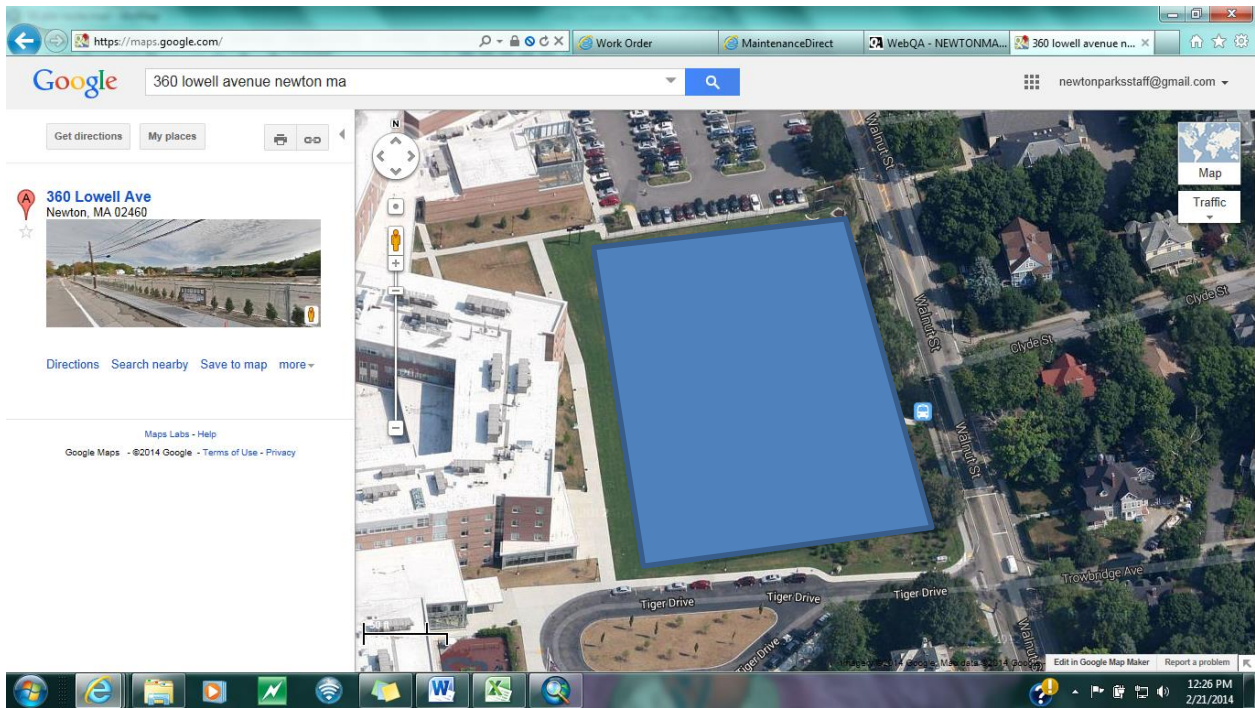 https://maps.google.com/
Work Order
MaintenanceDirect
WebQA - NEWTONMA...
360 lowell avenue n...
Google
360 lowell avenue newton ma
newtonparksstaff@gmail.com
Get directions
My places
A
360 Lowell Ave
Newton, MA 02460
Directions Search nearby Save to map more
Maps Labs - Help
Google Maps - ©2014 Google - Terms of Use - Privacy
N
Map
Traffic
Walnut St
Walnut St
Clyde St
Clyde St
Walnut St
Trowbridge Ave
Tiger Drive
Tiger Drive
Tiger Drive
Tiger Drive
Walnut St
Edit in Google Map Maker
Report a problem
12:26 PM
2/21/2014